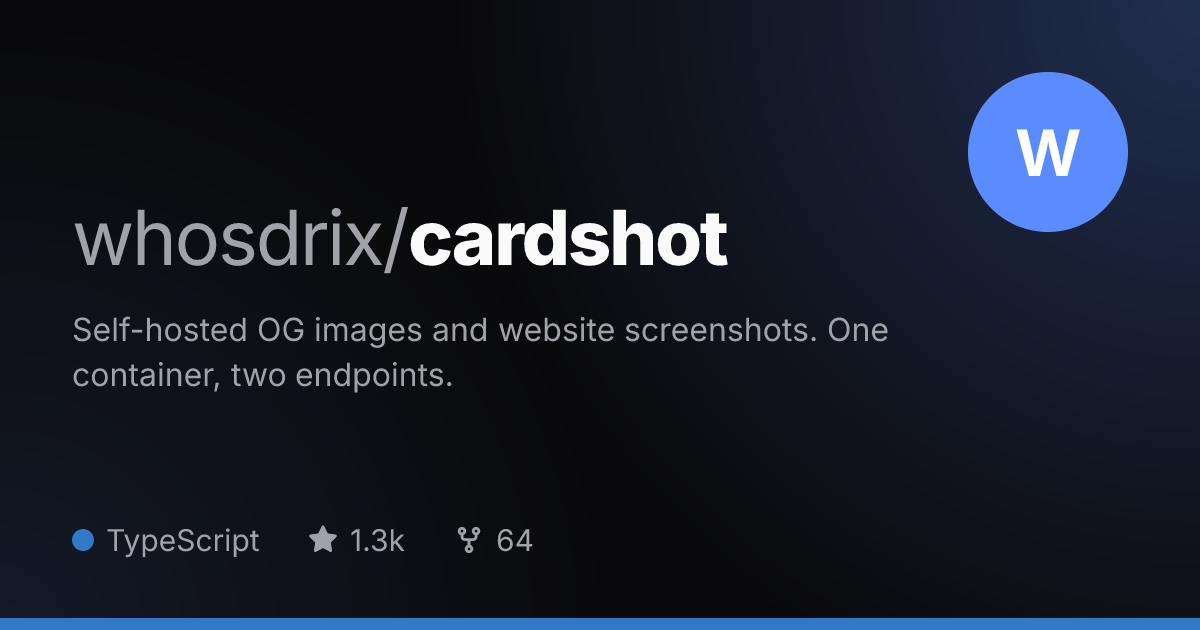 W
whosdrix/cardshot
Self-hosted OG images and website screenshots. One
container, two endpoints.
TypeScript 1.3k 64